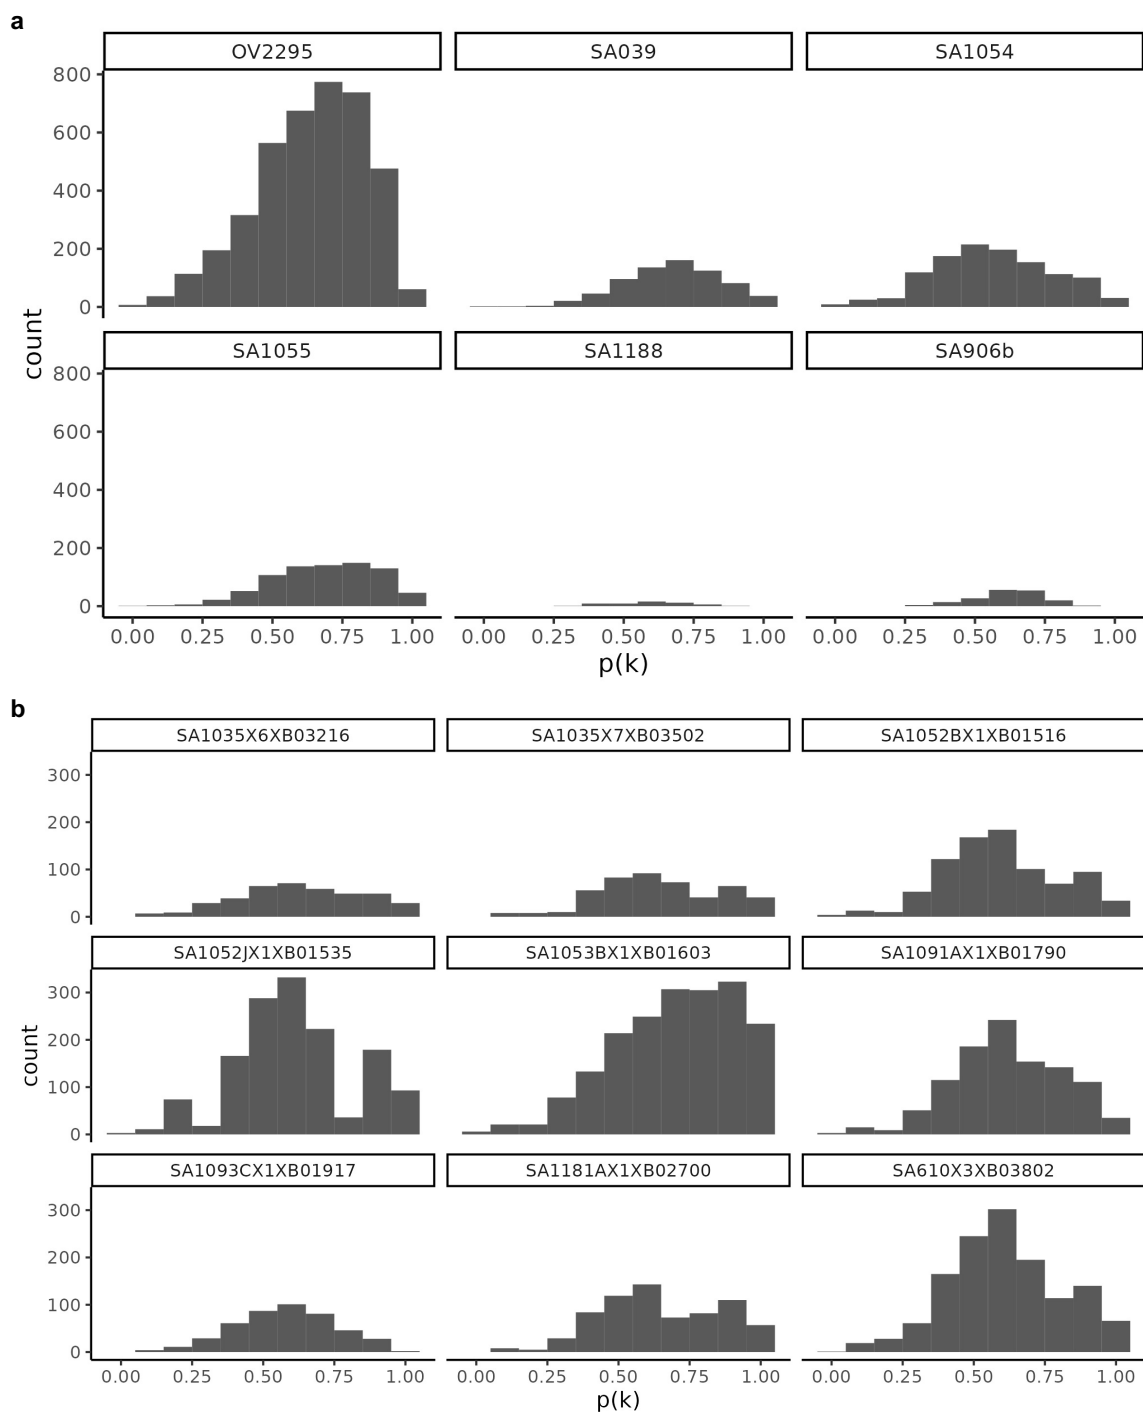 a
OV2295 SA039 SA1054
800
600
400
200
0
SA1055 SA1188 SA906b
800
600
400
200
0
count
0.00 0.25 0.50 0.75 1.00 0.00 0.25 0.50 0.75 1.00 0.00 0.25 0.50 0.75 1.00
p(k)
b
SA1035X6XB03216 SA1035X7XB03502 SA1052BX1XB01516
300
200
100
0
SA1052JX1XB01535 SA1053BX1XB01603 SA1091AX1XB01790
300
200
100
0
count
SA1093CX1XB01917 SA1181AX1XB02700 SA610X3XB03802
300
200
100
0
0.00 0.25 0.50 0.75 1.00 0.00 0.25 0.50 0.75 1.00 0.00 0.25 0.50 0.75 1.00
p(k)